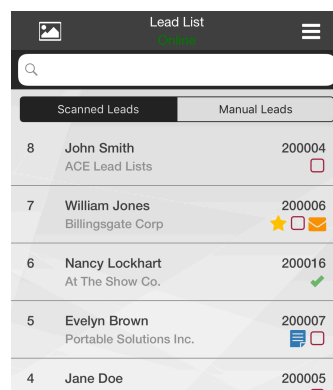 Lead List
Online
Scanned Leads Manual Leads
8 John Smith 200004
ACE Lead Lists
7 William Jones 200006
Billingsgate Corp
6 Nancy Lockhart 200016
At The Show Co.
5 Evelyn Brown 200007
Portable Solutions Inc.
4 Jane Doe 200005